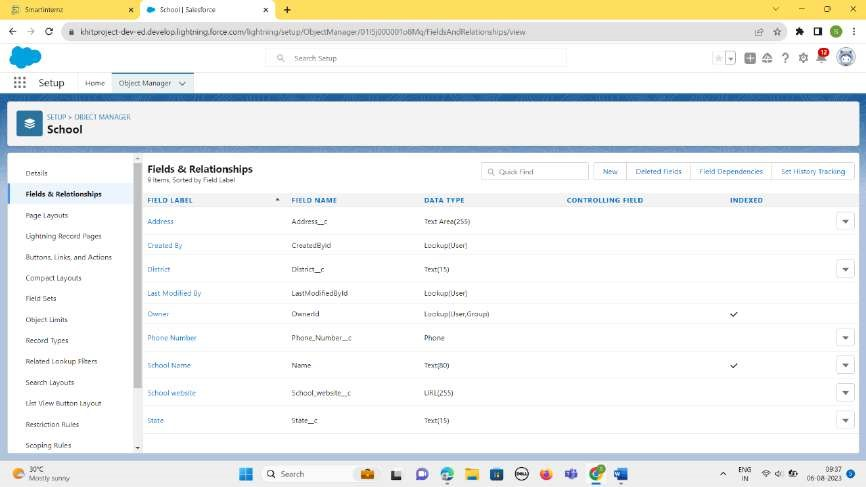 Smartinternz
School | Salesforce
khitproject-dev-ed.develop.lightning.force.com/lightning/setup/ObjectManager/01I5j000001o6Mq/FieldsAndRelationships/view
N
Search Setup
12
Setup
Home
Object Manager
SETUP > OBJECT MANAGER
School
Details
Fields & Relationships
Page Layouts
Lightning Record Pages
Buttons, Links, and Actions
Compact Layouts
Field Sets
Object Limits
Record Types
Related Lookup Filters
Search Layouts
List View Button Layout
Restriction Rules
Scoping Rules
Fields & Relationships
9 Items, Sorted by Field Label
Quick Find
New
Deleted Fields
Field Dependencies
Set History Tracking
FIELD LABEL FIELD NAME DATA TYPE CONTROLLING FIELD INDEXED
Address Address__c Text Area(255)
Created By CreatedById Lookup(User)
District District__c Text(15)
Last Modified By LastModifiedById Lookup(User)
Owner OwnerId Lookup(User,Group)
Phone Number Phone_Number__c Phone
School Name Name Text(80)
School website School_website__c URL(255)
State State__c Text(15)
30°C
Mostly sunny
Search
DELL
ENG
IN
09:37
06-08-2023
5